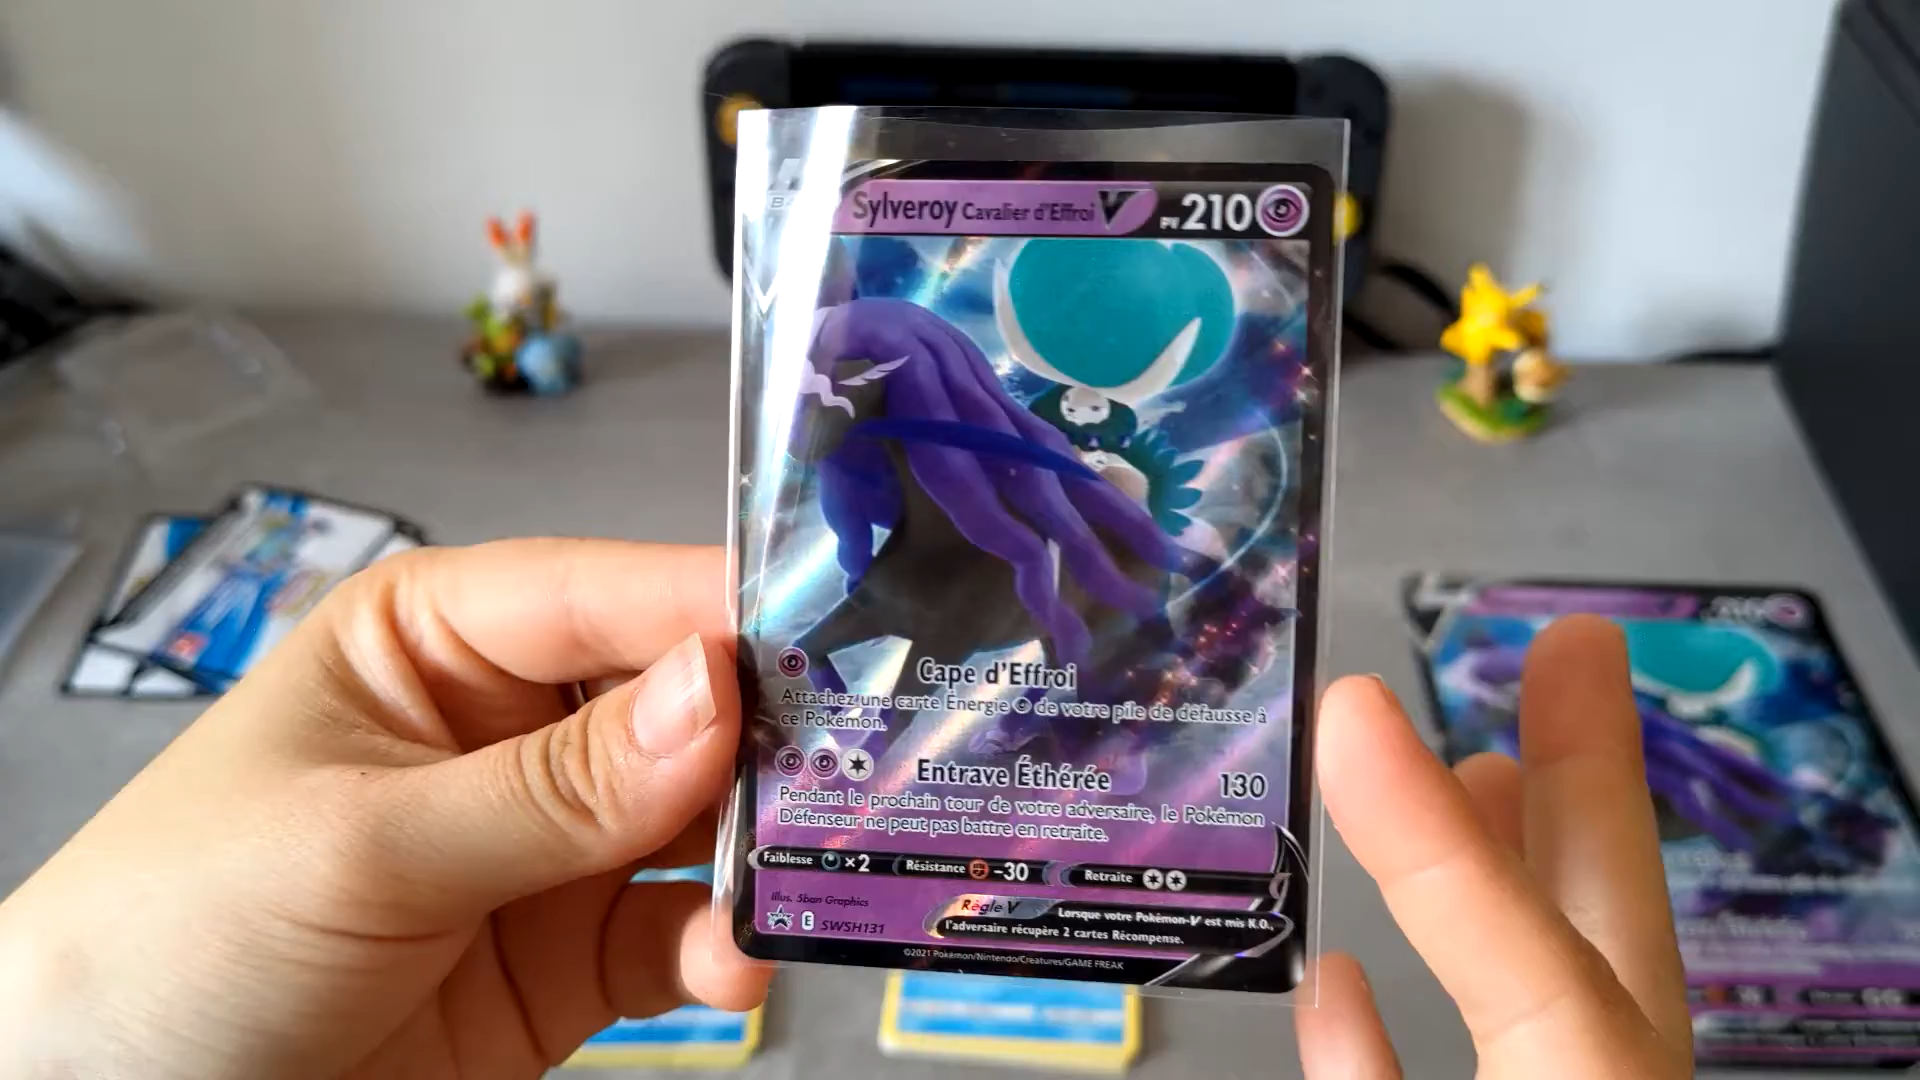 Sylveroy Cavalier d'Effroi V PV 210
Cape d'Effroi
Attachez une carte Énergie de votre pile de défausse à
ce Pokémon.
Entrave Éthérée 130
Pendant le prochain tour de votre adversaire, le Pokémon
Défenseur ne peut pas battre en retraite.
Faiblesse ×2 Résistance -30 Retraite
Illus. 5ban Graphics
Règle V Lorsque votre Pokémon-V est mis K.O.,
l'adversaire récupère 2 cartes Récompense.
E SWSH131
©2021 Pokémon/Nintendo/Creatures/GAME FREAK